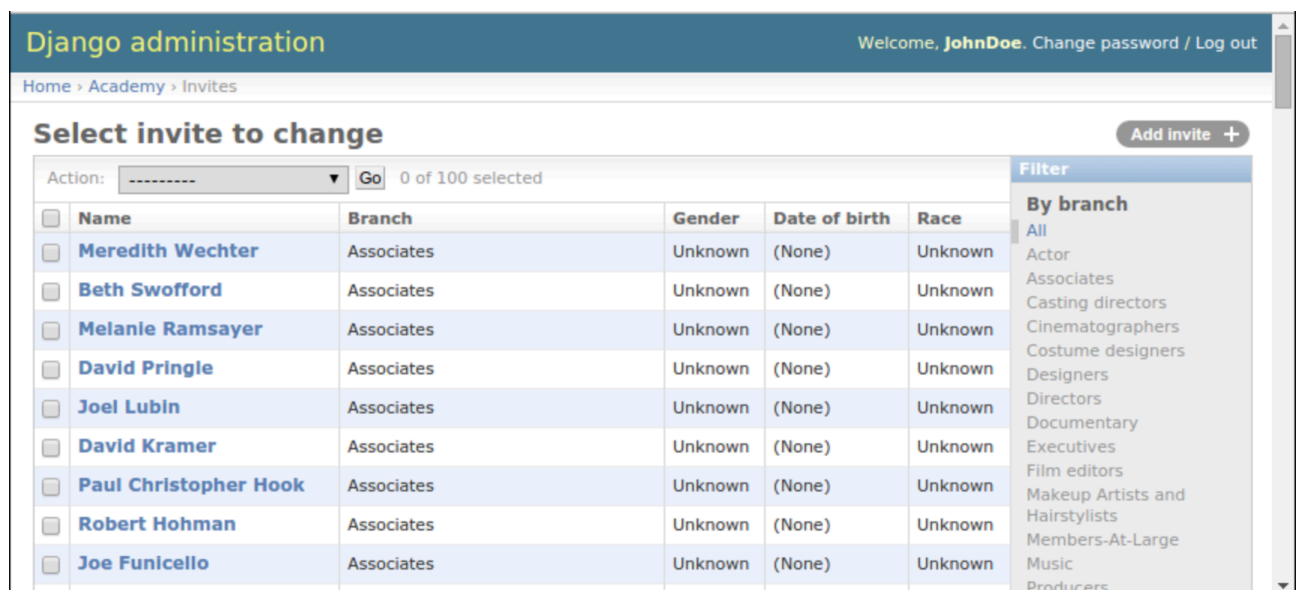 Django administration
Welcome, JohnDoe. Change password / Log out
Home › Academy › Invites
Select invite to change
Add invite +
Action: --------- ▼ Go 0 of 100 selected
Name Branch Gender Date of birth Race
Meredith Wechter Associates Unknown (None) Unknown
Beth Swofford Associates Unknown (None) Unknown
Melanie Ramsayer Associates Unknown (None) Unknown
David Pringle Associates Unknown (None) Unknown
Joel Lubin Associates Unknown (None) Unknown
David Kramer Associates Unknown (None) Unknown
Paul Christopher Hook Associates Unknown (None) Unknown
Robert Hohman Associates Unknown (None) Unknown
Joe Funicello Associates Unknown (None) Unknown
Filter
By branch
All
Actor
Associates
Casting directors
Cinematographers
Costume designers
Designers
Directors
Documentary
Executives
Film editors
Makeup Artists and
Hairstylists
Members-At-Large
Music
Producers